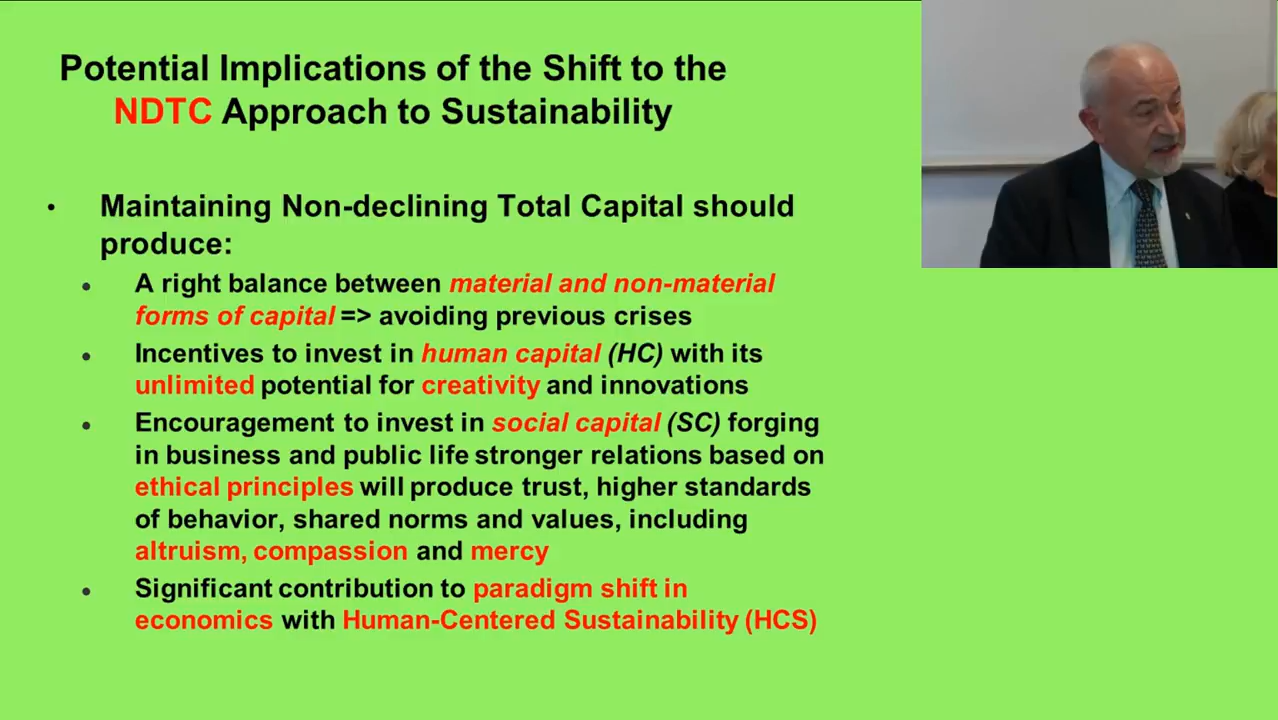 Potential Implications of the Shift to the
NDTC Approach to Sustainability
• Maintaining Non-declining Total Capital should
produce:
• A right balance between material and non-material
forms of capital => avoiding previous crises
• Incentives to invest in human capital (HC) with its
unlimited potential for creativity and innovations
• Encouragement to invest in social capital (SC) forging
in business and public life stronger relations based on
ethical principles will produce trust, higher standards
of behavior, shared norms and values, including
altruism, compassion and mercy
• Significant contribution to paradigm shift in
economics with Human-Centered Sustainability (HCS)